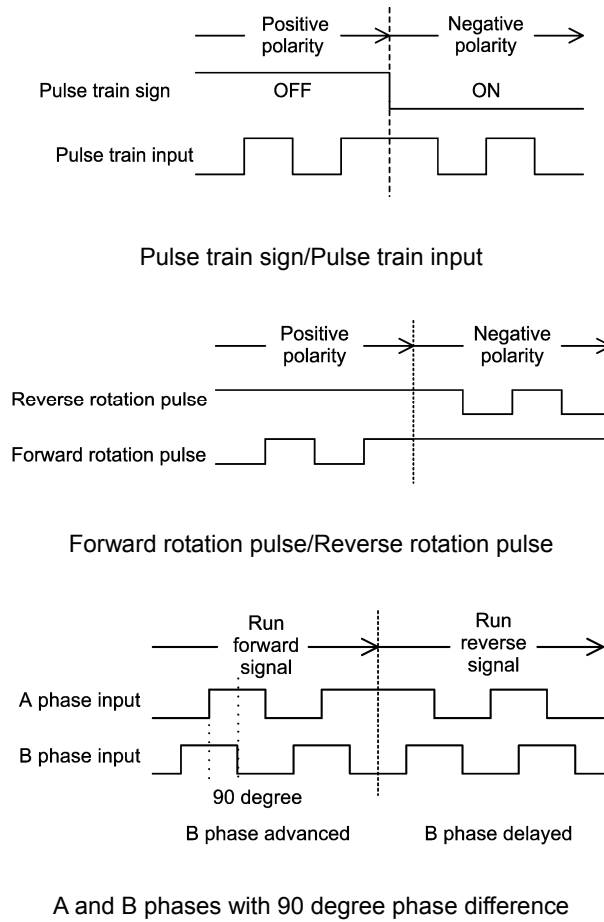 Positive
polarity
Negative
polarity
Pulse train sign
OFF
ON
Pulse train input
Pulse train sign/Pulse train input
Positive
polarity
Negative
polarity
Reverse rotation pulse
Forward rotation pulse
Forward rotation pulse/Reverse rotation pulse
Run
forward
signal
Run
reverse
signal
A phase input
B phase input
90 degree
B phase advanced
B phase delayed
A and B phases with 90 degree phase difference